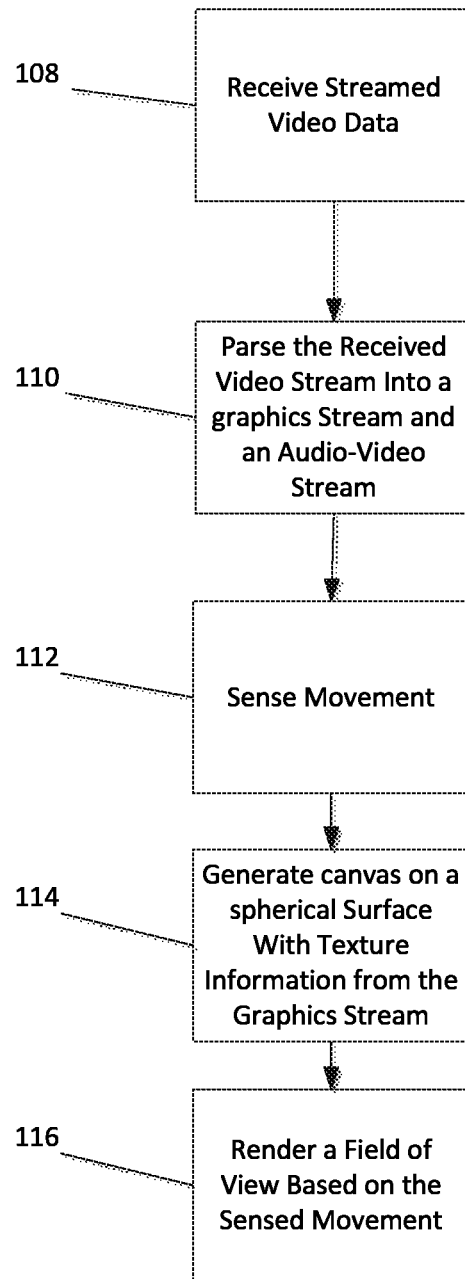 108
Receive Streamed
Video Data
110
Parse the Received
Video Stream Into a
graphics Stream and
an Audio-Video
Stream
112
Sense Movement
114
Generate canvas on a
spherical Surface
With Texture
Information from the
Graphics Stream
116
Render a Field of
View Based on the
Sensed Movement